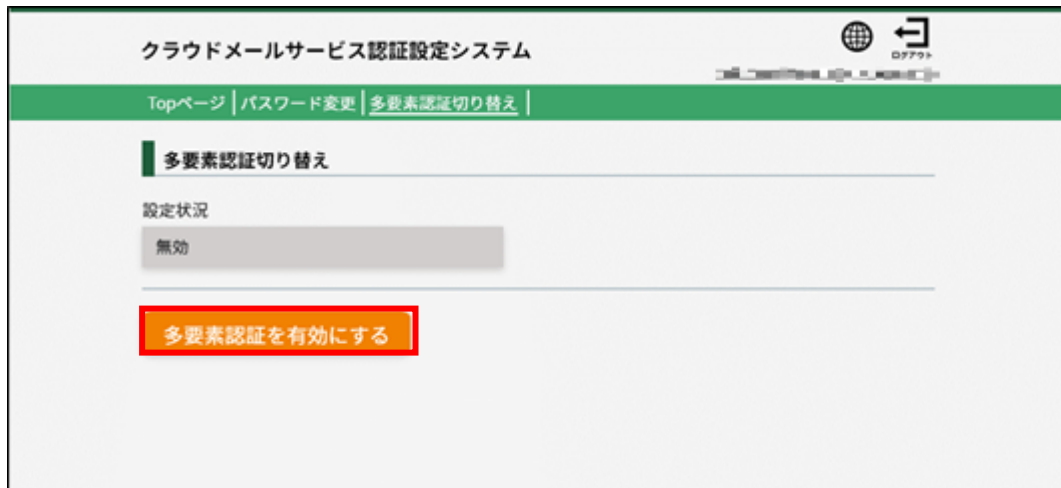 クラウドメールサービス認証設定システム
ログアウト
Topページ | パスワード変更 | 多要素認証切り替え |
多要素認証切り替え
設定状況
無効
多要素認証を有効にする